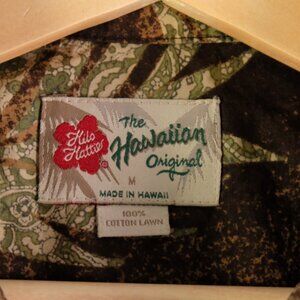 Hilo
Hattie
®
The
Hawaiian
Original
M
MADE IN HAWAII
100%
COTTON LAWN